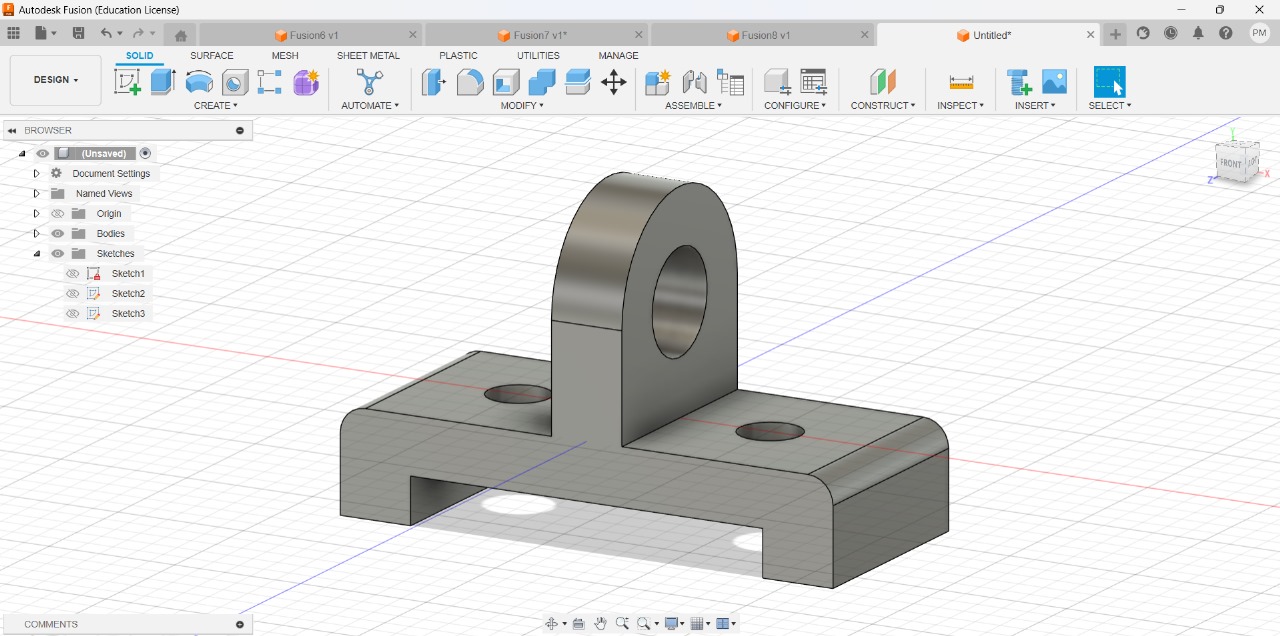 Autodesk Fusion (Education License)
Fusion6 v1
Fusion7 v1*
Fusion8 v1
Untitled*
PM
SOLID SURFACE MESH SHEET METAL PLASTIC UTILITIES MANAGE
DESIGN
CREATE AUTOMATE MODIFY ASSEMBLE CONFIGURE CONSTRUCT INSPECT INSERT SELECT
BROWSER
(Unsaved)
Document Settings
Named Views
Origin
Bodies
Sketches
Sketch1
Sketch2
Sketch3
Y
FRONT
Z
X
COMMENTS